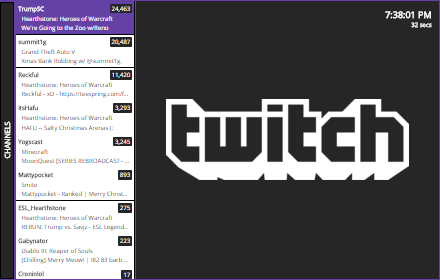 CHANNELS
TrumpSC 24,463
Hearthstone: Heroes of Warcraft
We're Going to the Zoo w/Reno
summit1g 20,487
Grand Theft Auto V
Xmas Bank Robbing w/ @summit1g.
Reckful 11,420
Hearthstone: Heroes of Warcraft
Reckful - xD - https://teespring.com/f...
itsHafu 3,293
Hearthstone: Heroes of Warcraft
HAFU -- Salty Christmas Arenas (:
Yogscast 3,245
Minecraft
MoonQuest [SERIES REBROADCAST - ...
Mattypocket 893
Smite
Mattypocket - Ranked | Merry Christ...
ESL_Hearthstone 275
Hearthstone: Heroes of Warcraft
RERUN: Trump vs. Savjz - ESL Legend...
Gabynator 223
Diablo III: Reaper of Souls
[Chilling] Merry Meow! | IB2 83 barb ...
Croniniol 17
7:38:01 PM
32 secs
twitch